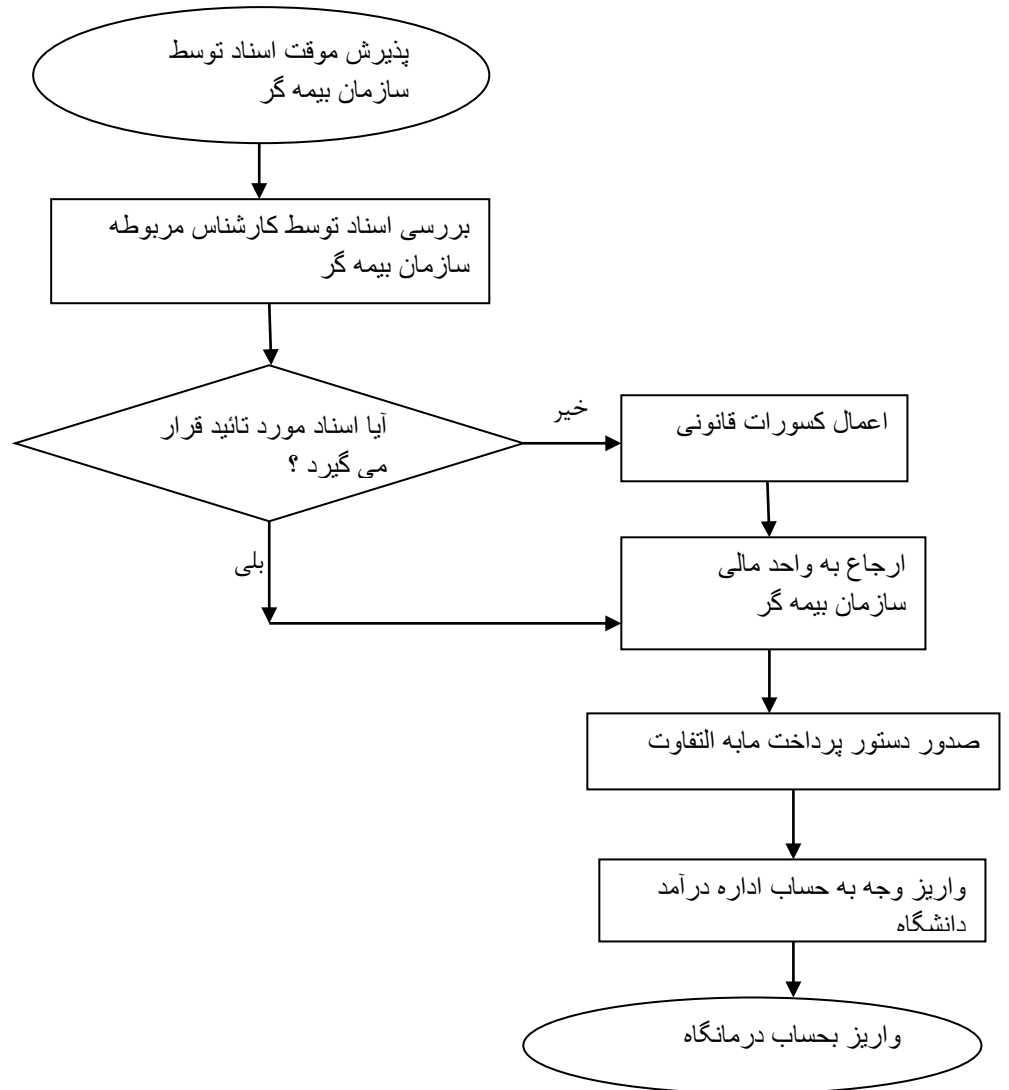 پذیرش موقت اسناد توسط
سازمان بیمه گر
بررسی اسناد توسط کارشناس مربوطه
سازمان بیمه گر
آیا اسناد مورد تائید قرار
می گیرد ؟
خیر
اعمال کسورات قانونی
بلی
ارجاع به واحد مالی
سازمان بیمه گر
صدور دستور پرداخت مابه التفاوت
واریز وجه به حساب اداره درآمد
دانشگاه
واریز بحساب درمانگاه